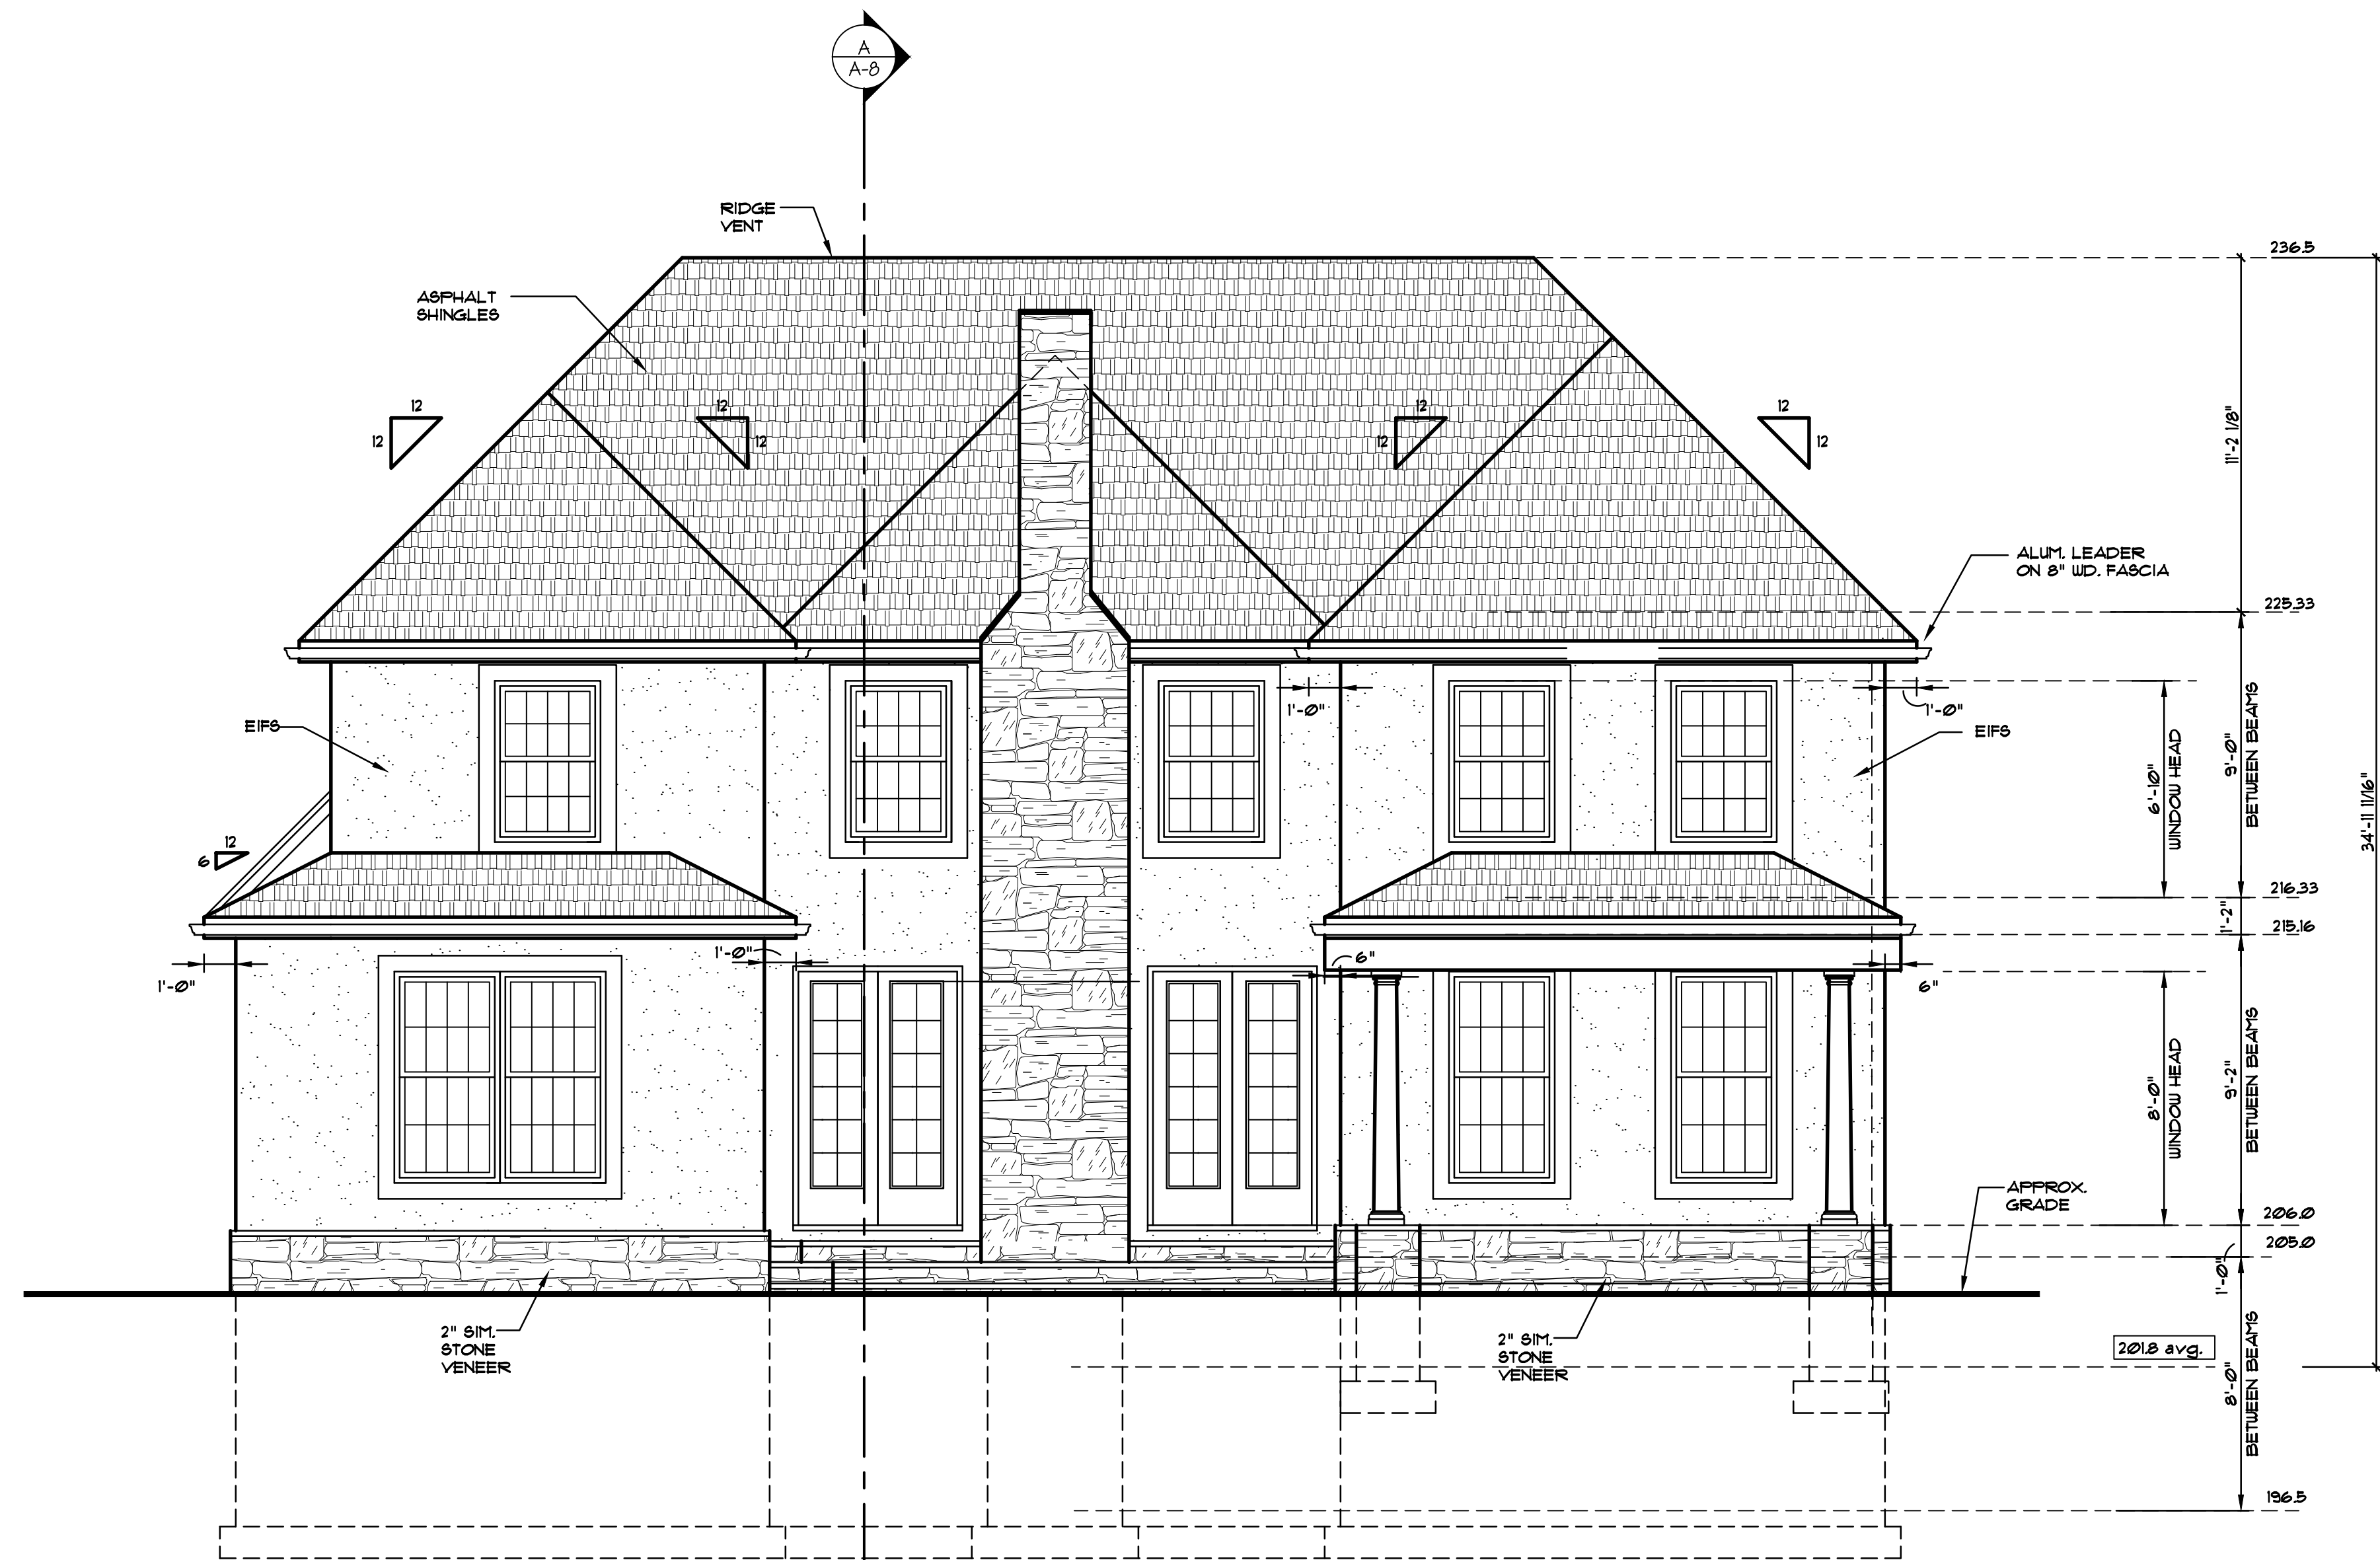 A
A-8
RIDGE
VENT
236.5
ASPHALT
SHINGLES
12
12
12
12
12
12
12
12
11'-2 1/8"
ALUM. LEADER
ON 8" WD. FASCIA
225.33
1'-0"
1'-0"
EIFS
EIFS
6'-10"
WINDOW HEAD
9'-0"
BETWEEN BEAMS
34'-11 11/16"
12
6
216.33
1'-2"
215.16
1'-0"
1'-0"
6"
6"
8'-0"
WINDOW HEAD
9'-2"
BETWEEN BEAMS
APPROX.
GRADE
206.0
205.0
1'-0"
2" SIM.
STONE
VENEER
2" SIM.
STONE
VENEER
201.8 avg.
8'-0"
BETWEEN BEAMS
196.5